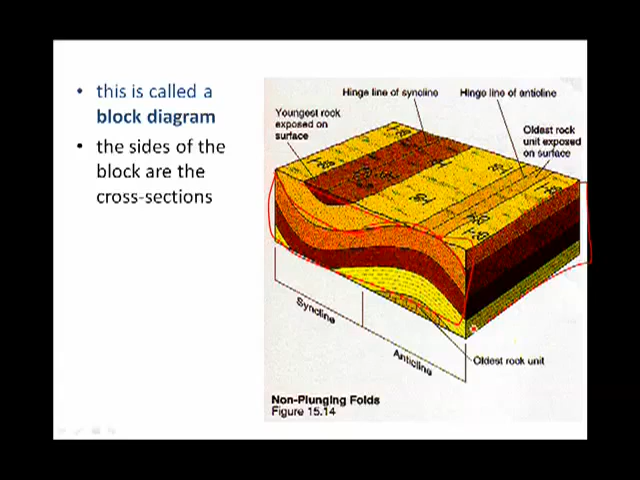 • this is called a
block diagram
• the sides of the
block are the
cross-sections
Hinge line of syncline
Hinge line of anticline
Youngest rock
exposed on
surface
Oldest rock
unit exposed
on surface
Syncline
Anticline
Oldest rock unit
Non-Plunging Folds
Figure 15.14